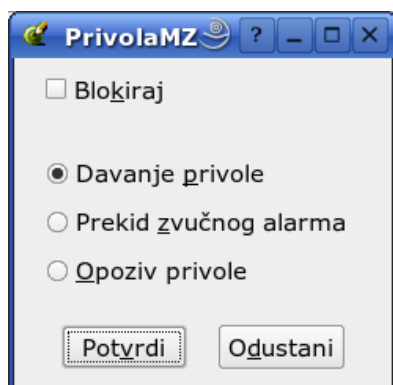 PrivolaMZ ?
Blokiraj
Davanje privole
Prekid zvučnog alarma
Opoziv privole
Potvrdi Odustani